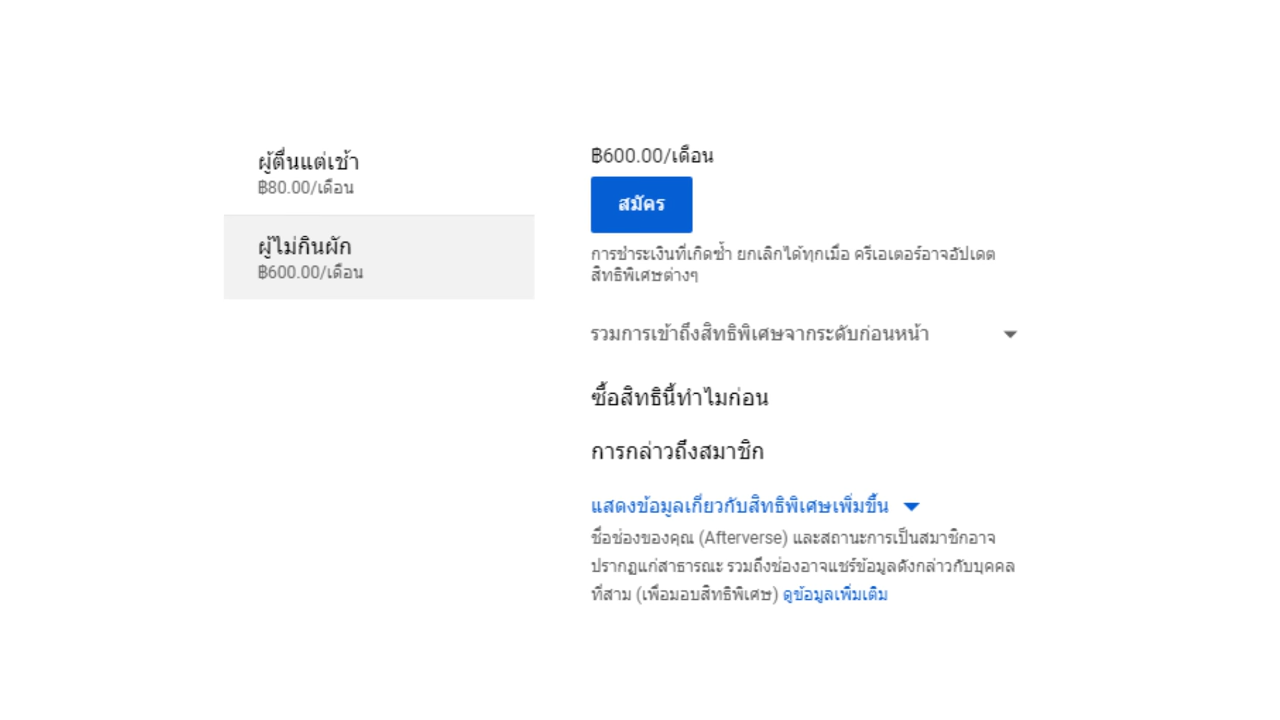 ผู้ตื่นแต่เช้า
฿80.00/เดือน
ผู้ไม่กินผัก
฿600.00/เดือน
฿600.00/เดือน
สมัคร
การชำระเงินที่เกิดซ้ำ ยกเลิกได้ทุกเมื่อ ครีเอเตอร์อาจอัปเดต
สิทธิพิเศษต่างๆ
รวมการเข้าถึงสิทธิพิเศษจากระดับก่อนหน้า
ซื้อสิทธินี้ทำไมก่อน
การกล่าวถึงสมาชิก
แสดงข้อมูลเกี่ยวกับสิทธิพิเศษเพิ่มขึ้น
ชื่อช่องของคุณ (Afterverse) และสถานะการเป็นสมาชิกอาจ
ปรากฏแก่สาธารณะ รวมถึงช่องอาจแชร์ข้อมูลดังกล่าวกับบุคคล
ที่สาม (เพื่อมอบสิทธิพิเศษ) ดูข้อมูลเพิ่มเติม